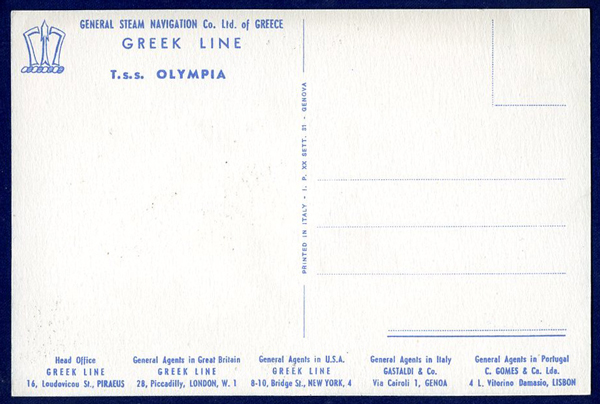 GENERAL STEAM NAVIGATION Co. Ltd. of GREECE
GREEK LINE
T.s.s. OLYMPIA
PRINTED IN ITALY - I. P. XX SETT. 31 - GENOVA
Head Office
GREEK LINE
16, Loudovicou St., PIRAEUS
General Agents in Great Britain
GREEK LINE
28, Piccadilly, LONDON, W. 1
General Agents in U.S.A.
GREEK LINE
8-10, Bridge St., NEW YORK, 4
General Agents in Italy
GASTALDI & Co.
Via Cairoli 1, GENOA
General Agents in Portugal
C. GOMES & Co. Lda.
4 L. Vitorino Damasio, LISBON